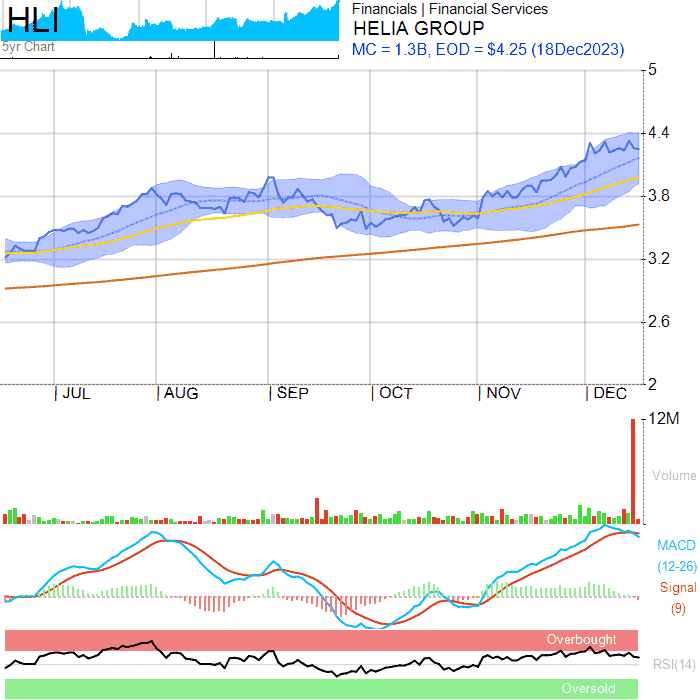 HLI
5yr Chart
Financials | Financial Services
HELIA GROUP
MC = 1.3B, EOD = $4.25 (18Dec2023)
5
4.4
3.8
3.2
2.6
2
| JUL | AUG | SEP | OCT | NOV | DEC
12M
Volume
MACD
(12-26)
Signal
(9)
Overbought
RSI(14)
Oversold